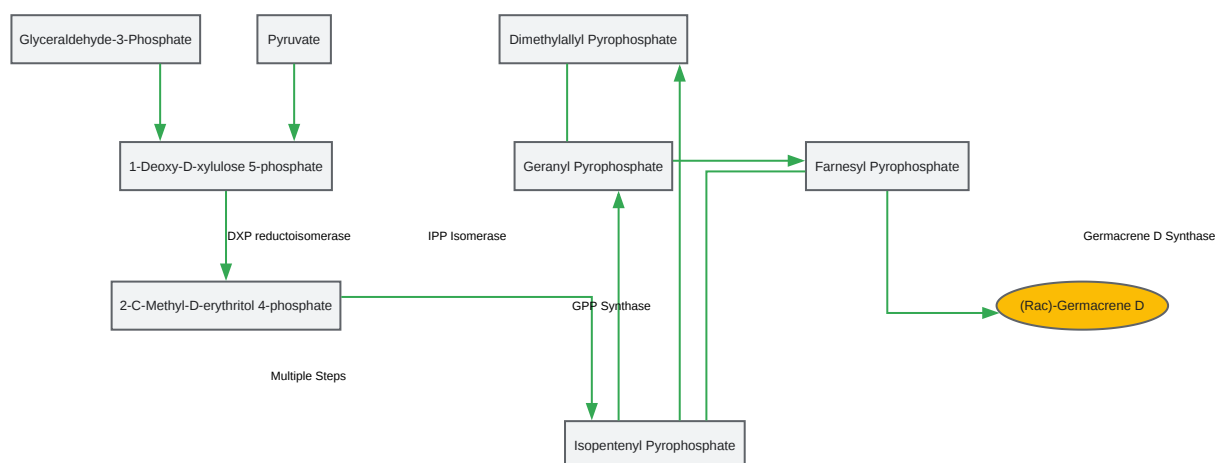 Glyceraldehyde-3-Phosphate
Pyruvate
Dimethylallyl Pyrophosphate
1-Deoxy-D-xylulose 5-phosphate
Geranyl Pyrophosphate
Farnesyl Pyrophosphate
DXP reductoisomerase
IPP Isomerase
Germacrene D Synthase
2-C-Methyl-D-erythritol 4-phosphate
GPP Synthase
(Rac)-Germacrene D
Multiple Steps
Isopentenyl Pyrophosphate